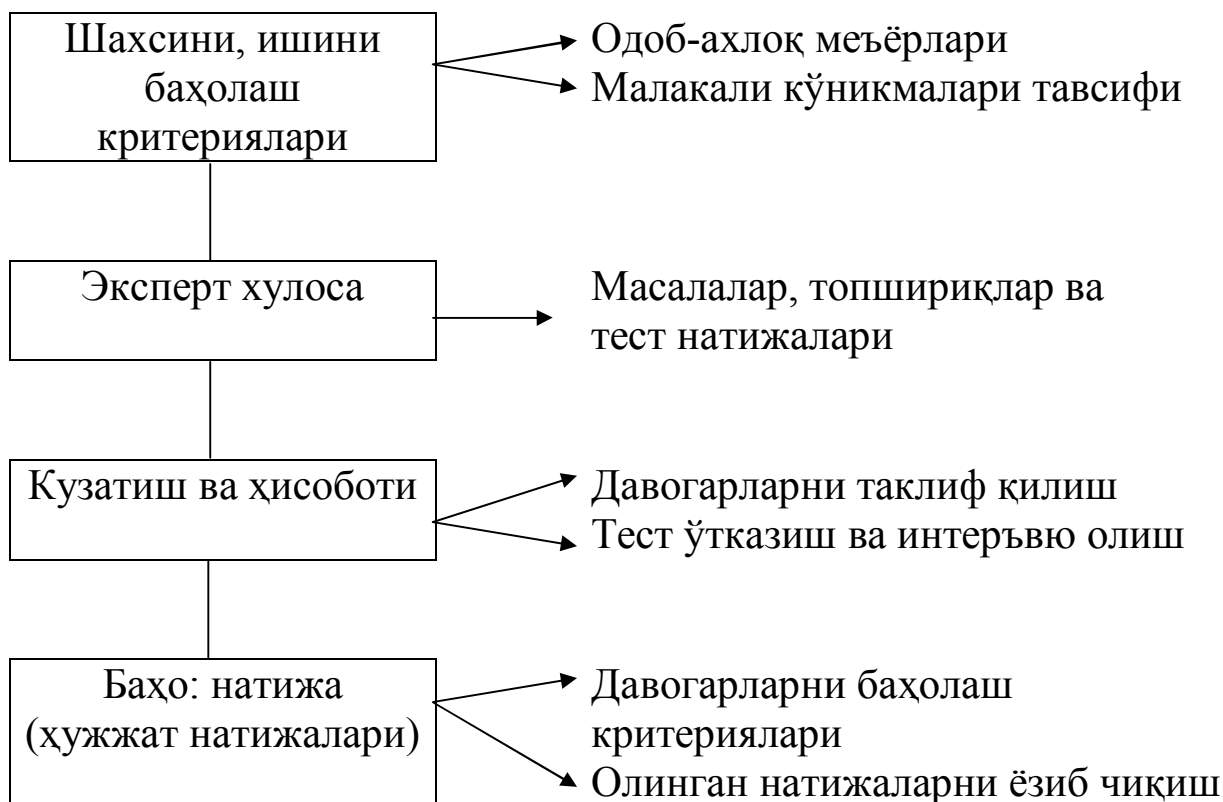 Шахсини, ишини
баҳолаш
критериялари
Одоб-ахлоқ меъёрлари
Малакали кўникмалари тавсифи
Эксперт хулоса
Масалалар, топшириқлар ва
тест натижалари
Кузатиш ва ҳисоботи
Давогарларни таклиф қилиш
Тест ўтказиш ва интеръвю олиш
Баҳо: натижа
(ҳужжат натижалари)
Давогарларни баҳолаш
критериялари
Олинган натижаларни ёзиб чиқиш